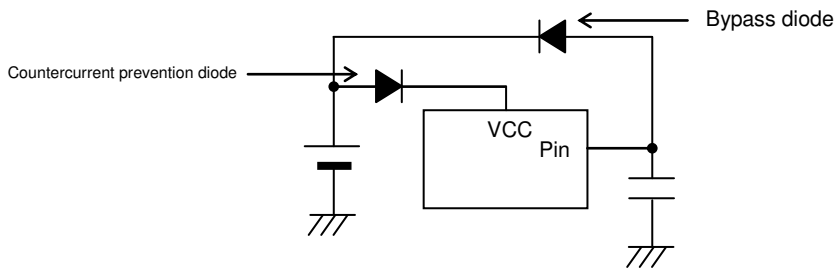 Bypass diode
Countercurrent prevention diode
VCC
Pin